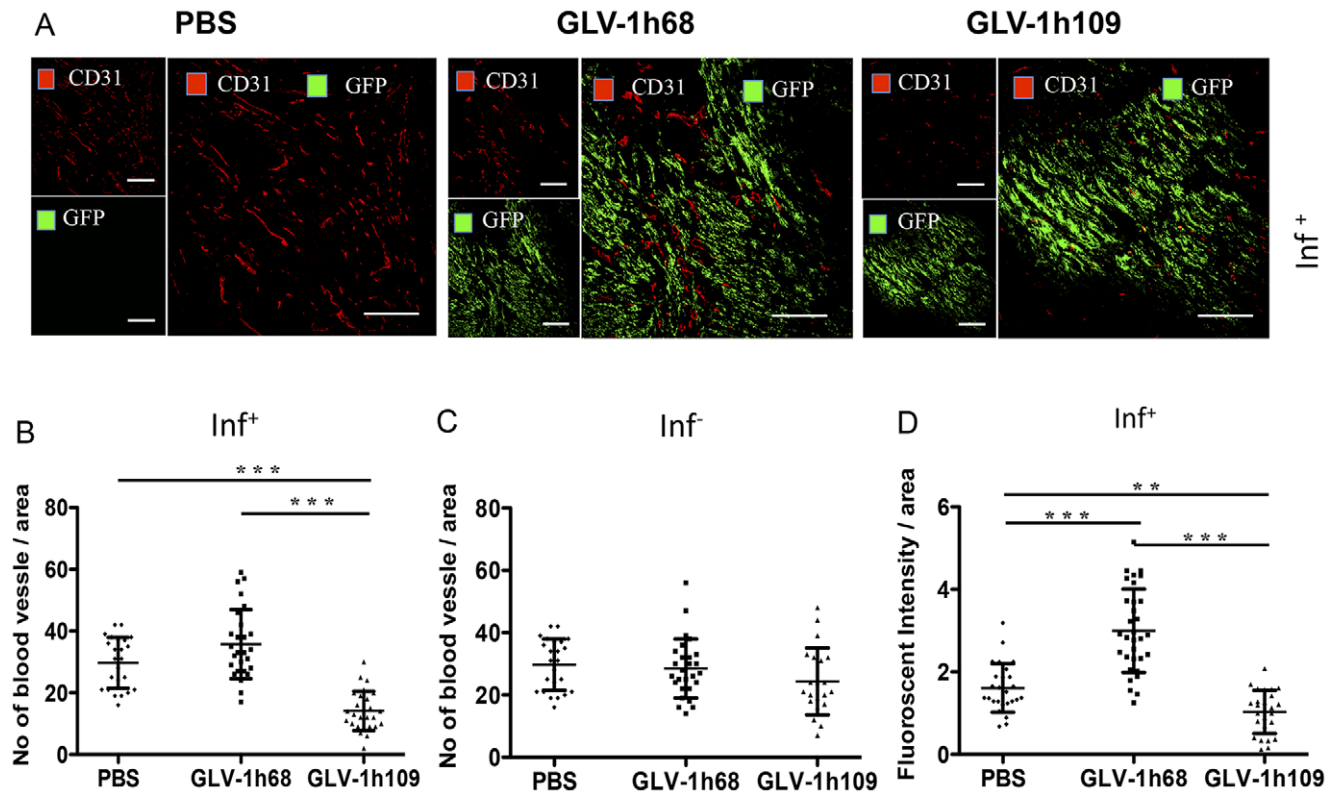 A
PBS GLV-1h68 GLV-1h109
CD31 CD31 GFP CD31 CD31 GFP CD31 CD31 GFP
GFP GFP GFP
Inf +
B
Inf+
***
***
No of blood vessle / area
80
60
40
20
0
PBS GLV-1h68 GLV-1h109
C
Inf-
No of blood vessle / area
80
60
40
20
0
PBS GLV-1h68 GLV-1h109
D
Inf+
**
***
***
Fluoroscent Intensity / area
6
4
2
0
PBS GLV-1h68 GLV-1h109